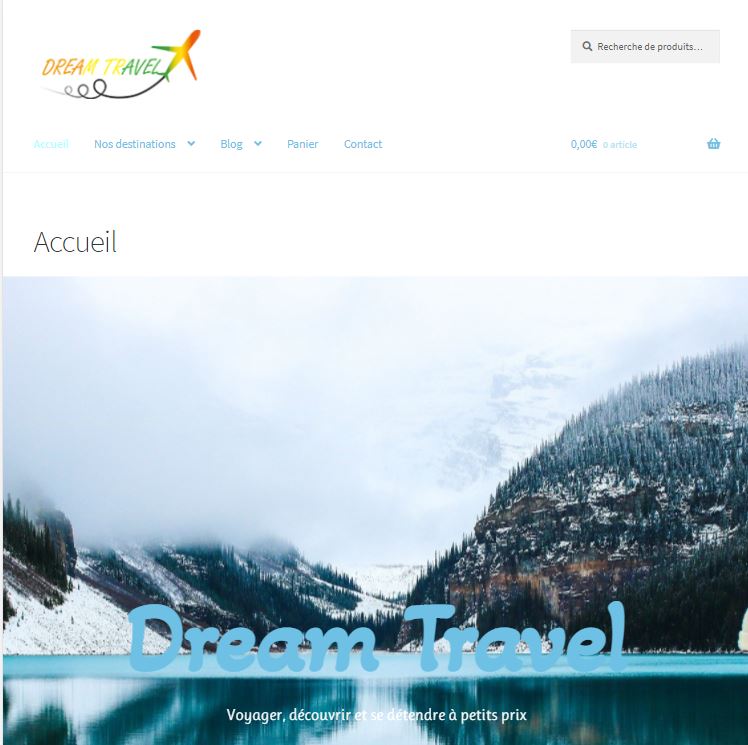 DREAM TRAVEL
Recherche de produits…
Accueil Nos destinations Blog Panier Contact 0,00€ 0 article
Accueil
Dream Travel
Voyager, découvrir et se détendre à petits prix